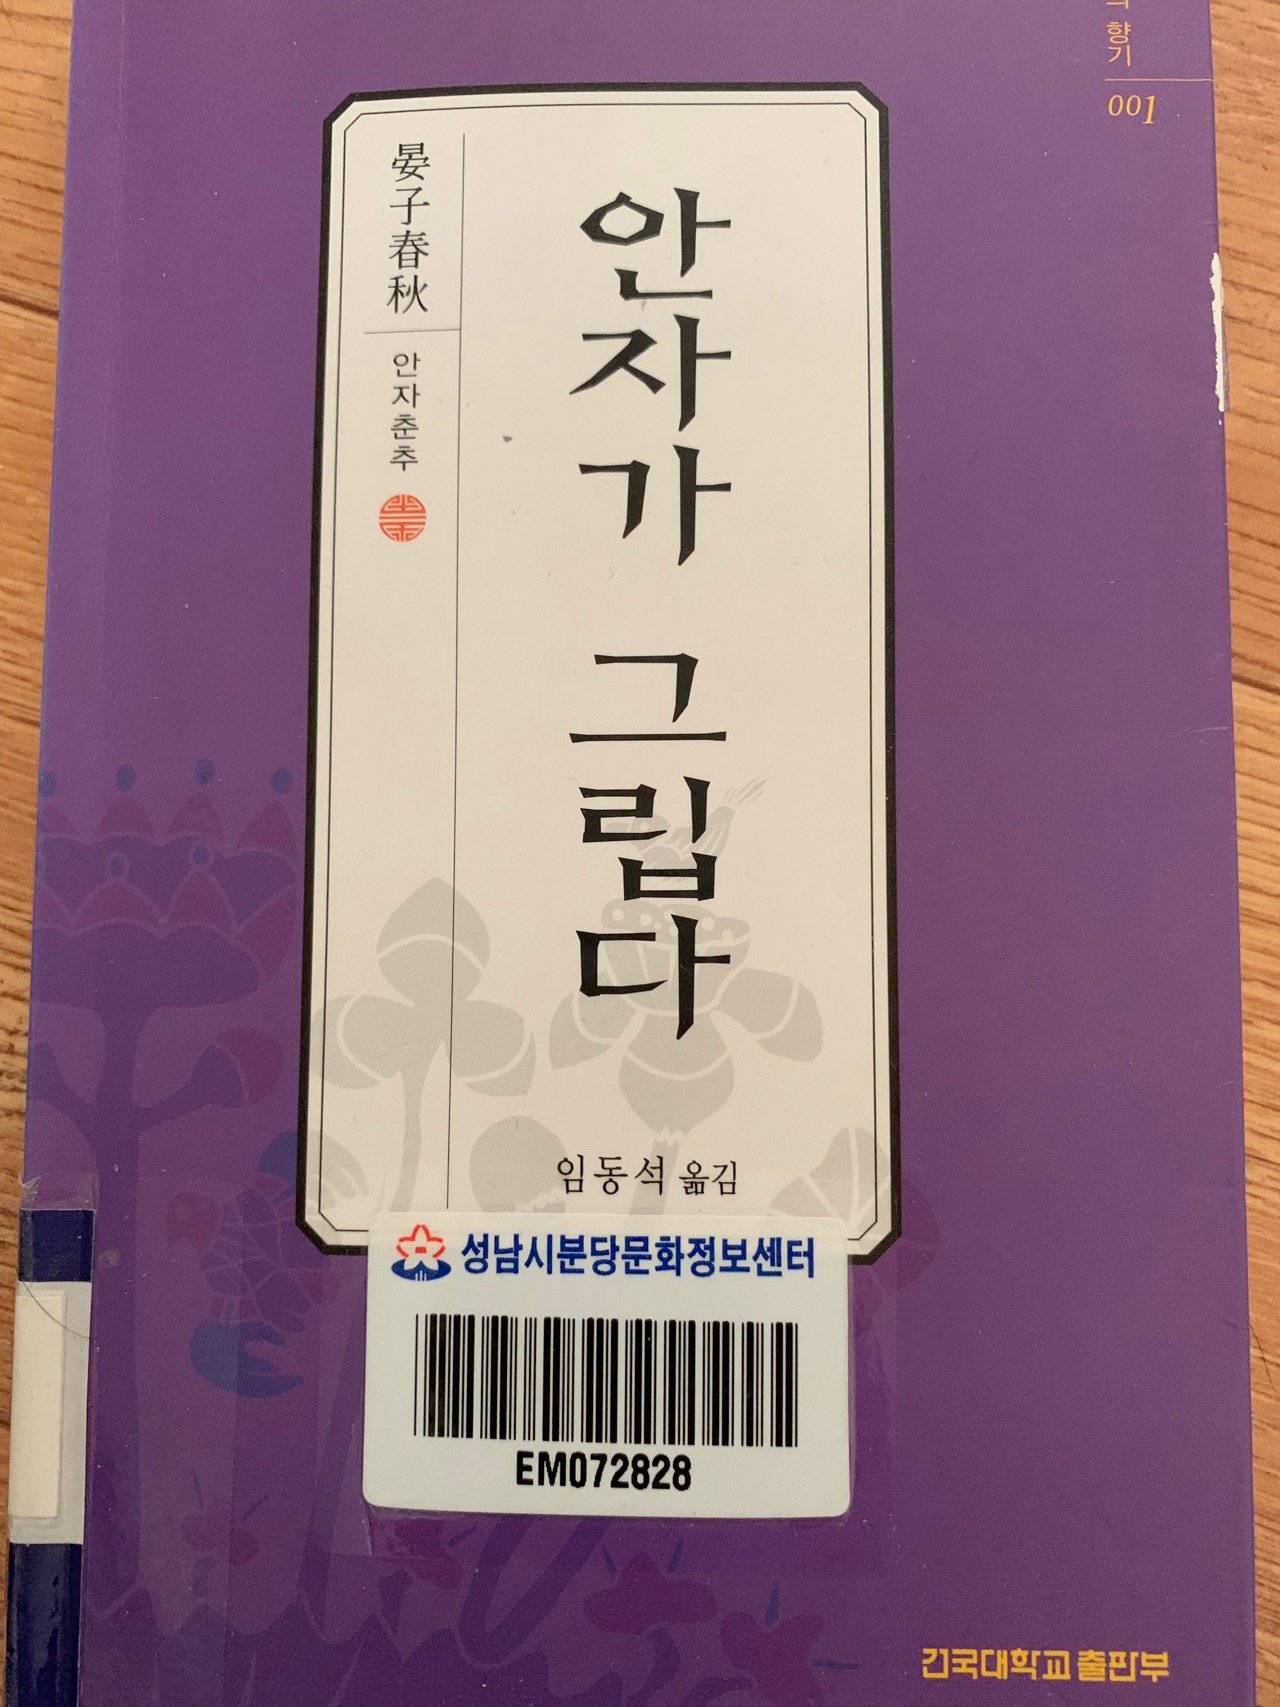 향기
001
晏子春秋
안자춘추
안자가 그립다
임동석 옮김
성남시분당문화정보센터
EM072828
건국대학교출판부